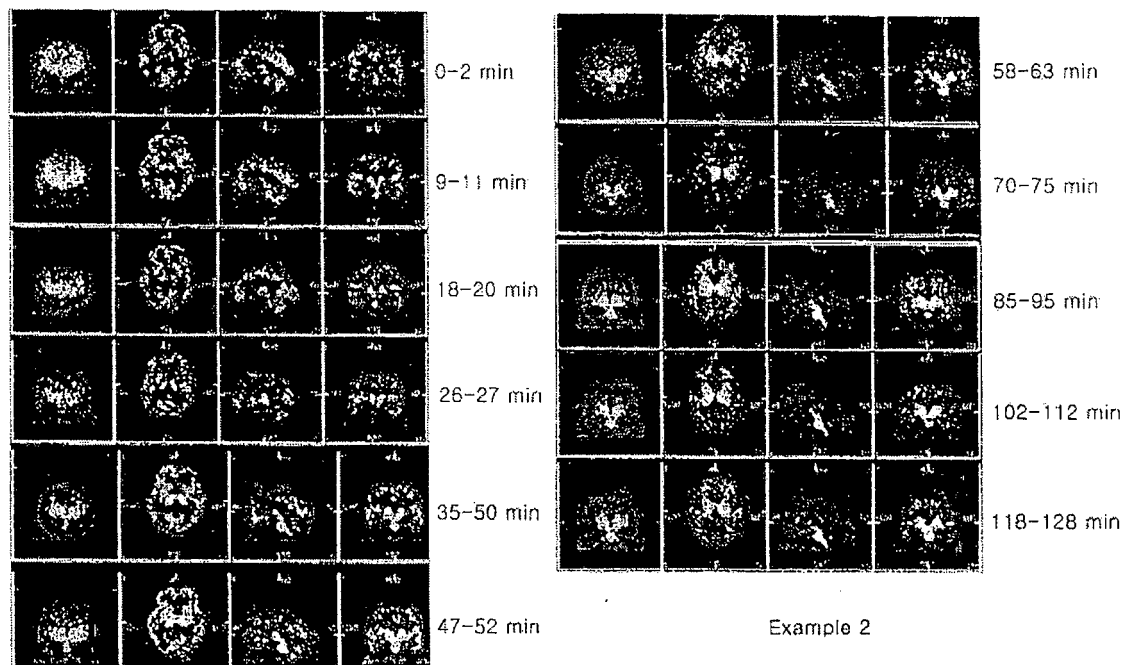 0-2 min
9-11 min
18-20 min
26-27 min
35-50 min
47-52 min
58-63 min
70-75 min
85-95 min
102-112 min
118-128 min
Example 2